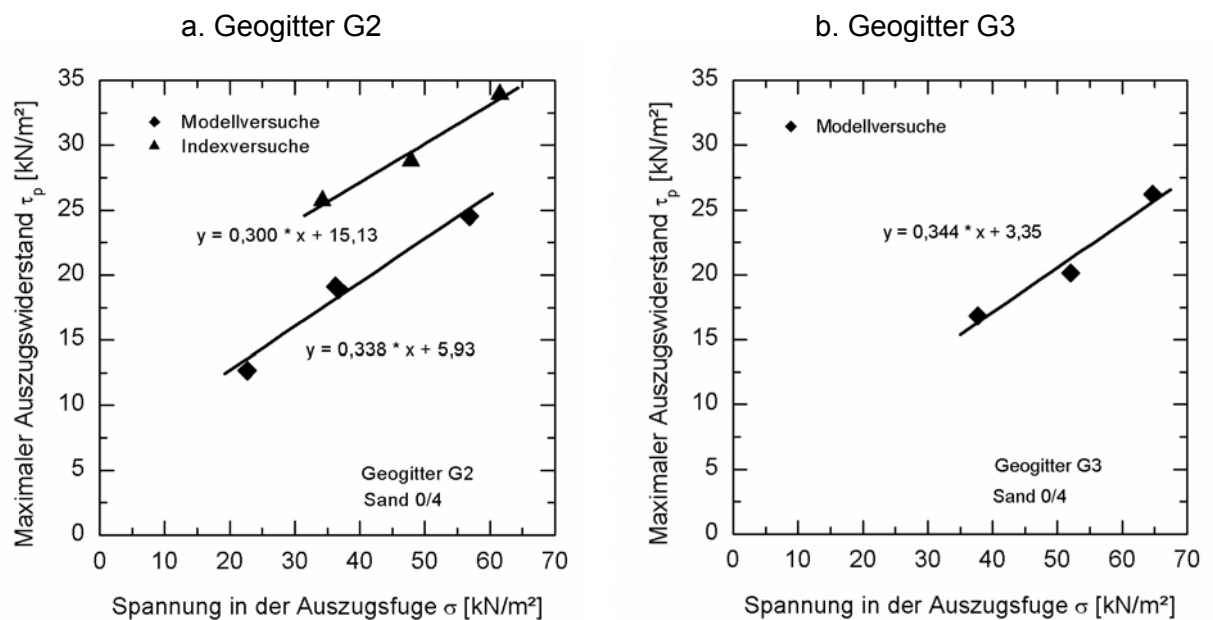 a. Geogitter G2
Maximaler Auszugswiderstand τp [kN/m²]
35
30
25
20
15
10
5
0
Modellversuche
Indexversuche
y = 0,300 * x + 15,13
y = 0,338 * x + 5,93
Geogitter G2
Sand 0/4
0 10 20 30 40 50 60 70
Spannung in der Auszugsfuge σ [kN/m²]
b. Geogitter G3
Maximaler Auszugswiderstand τp [kN/m²]
35
30
25
20
15
10
5
0
Modellversuche
y = 0,344 * x + 3,35
Geogitter G3
Sand 0/4
0 10 20 30 40 50 60 70
Spannung in der Auszugsfuge σ [kN/m²]